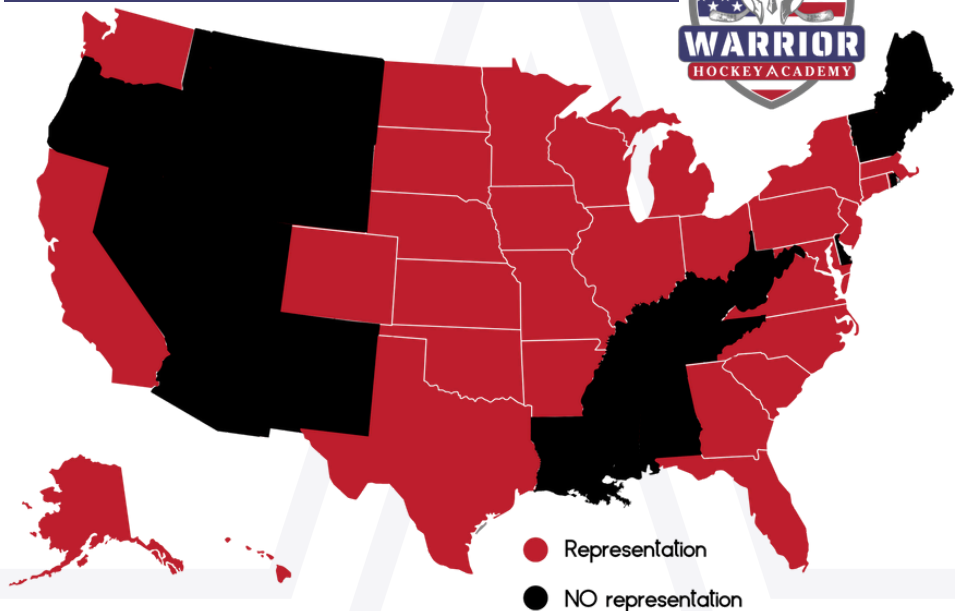 WARRIOR
HOCKEY ACADEMY
Representation
NO representation